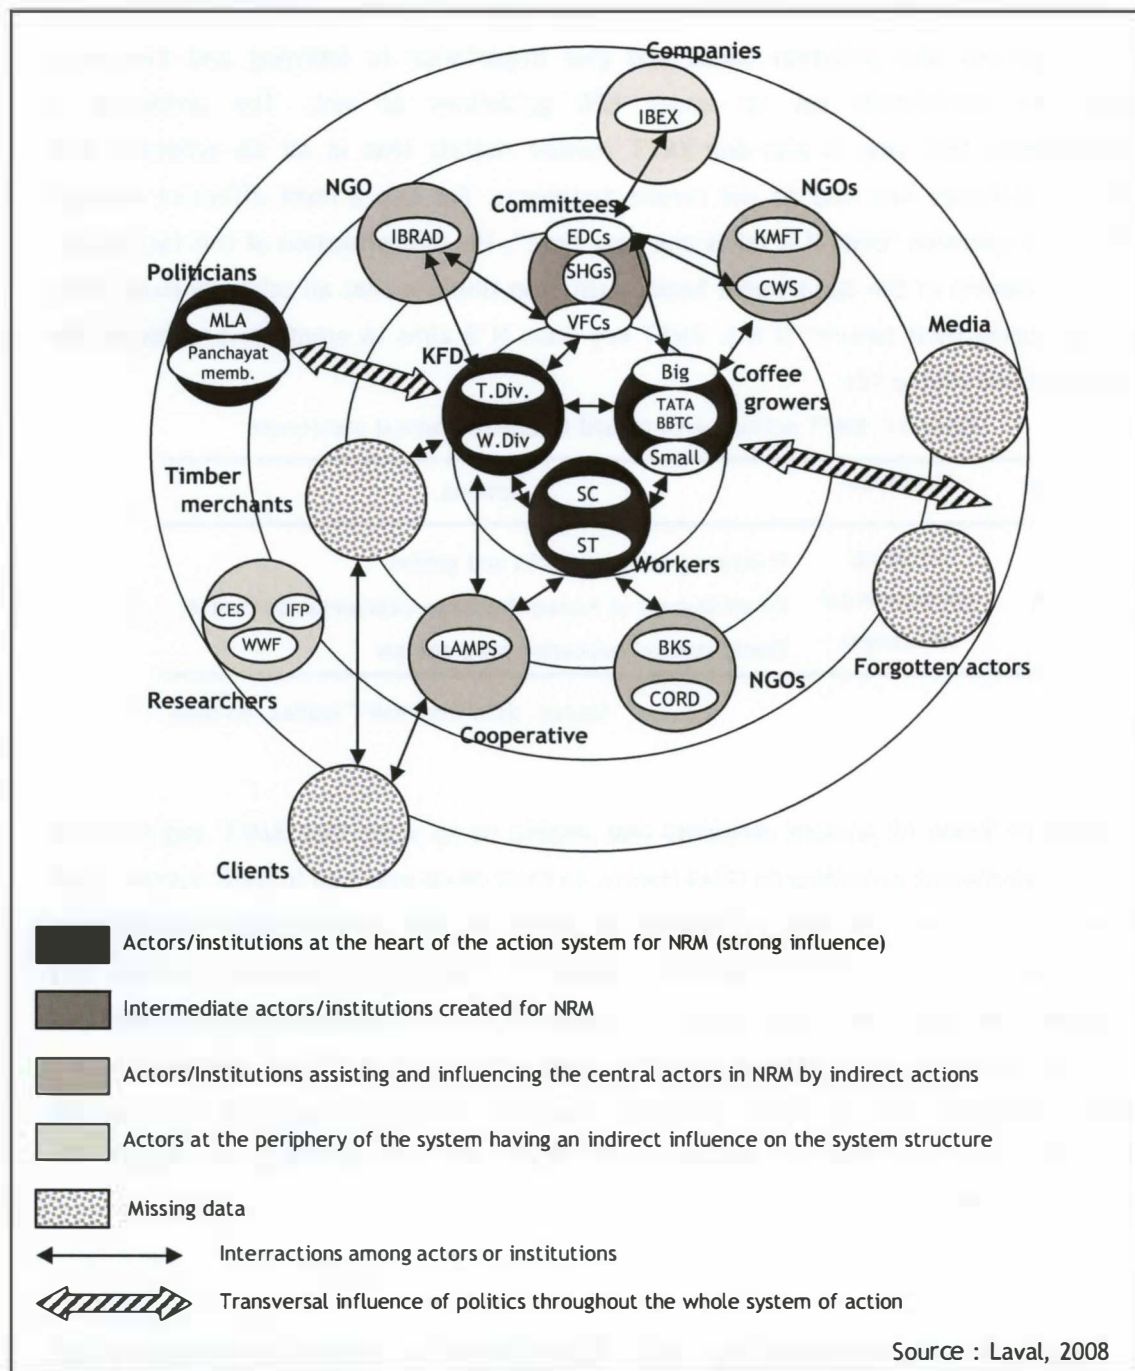 Companies
IBEX
NGO
NGOs
Committees
IBRAD
EDCs
KMFT
SHGs
CWS
Politicians
VFCs
MLA
Media
Panchayat
memb.
KFD
T.Div.
Big
Coffee
growers
TATA
BBTC
W.Div
Small
Timber
merchants
SC
ST
Workers
CES
IFP
WWF
LAMPS
BKS
Forgotten actors
Researchers
NGOs
CORD
Cooperative
Clients
Actors/institutions at the heart of the action system for NRM (strong influence)
Intermediate actors/institutions created for NRM
Actors/Institutions assisting and influencing the central actors in NRM by indirect actions
Actors at the periphery of the system having an indirect influence on the system structure
Missing data
Interractions among actors or institutions
Transversal influence of politics throughout the whole system of action
Source : Laval, 2008